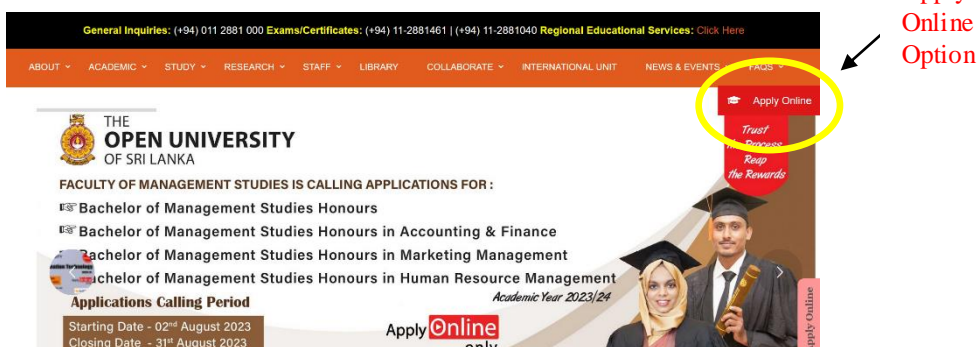 Apply
Online
Option
General Inquiries: (+94) 011 2881 000 Exams/Certificates: (+94) 11-2881461 | (+94) 11-2881040 Regional Educational Services: Click Here
ABOUT ACADEMIC STUDY RESEARCH STAFF LIBRARY COLLABORATE INTERNATIONAL UNIT NEWS & EVENTS FAQS
Apply Online
THE
OPEN UNIVERSITY
OF SRI LANKA
Trust
the Process
Reap
the Rewards
FACULTY OF MANAGEMENT STUDIES IS CALLING APPLICATIONS FOR :
Bachelor of Management Studies Honours
Bachelor of Management Studies Honours in Accounting & Finance
Bachelor of Management Studies Honours in Marketing Management
Bachelor of Management Studies Honours in Human Resource Management
Academic Year 2023/24
Applications Calling Period
Starting Date - 02nd August 2023
Closing Date - 31st August 2023
Apply Online
only
Apply Online